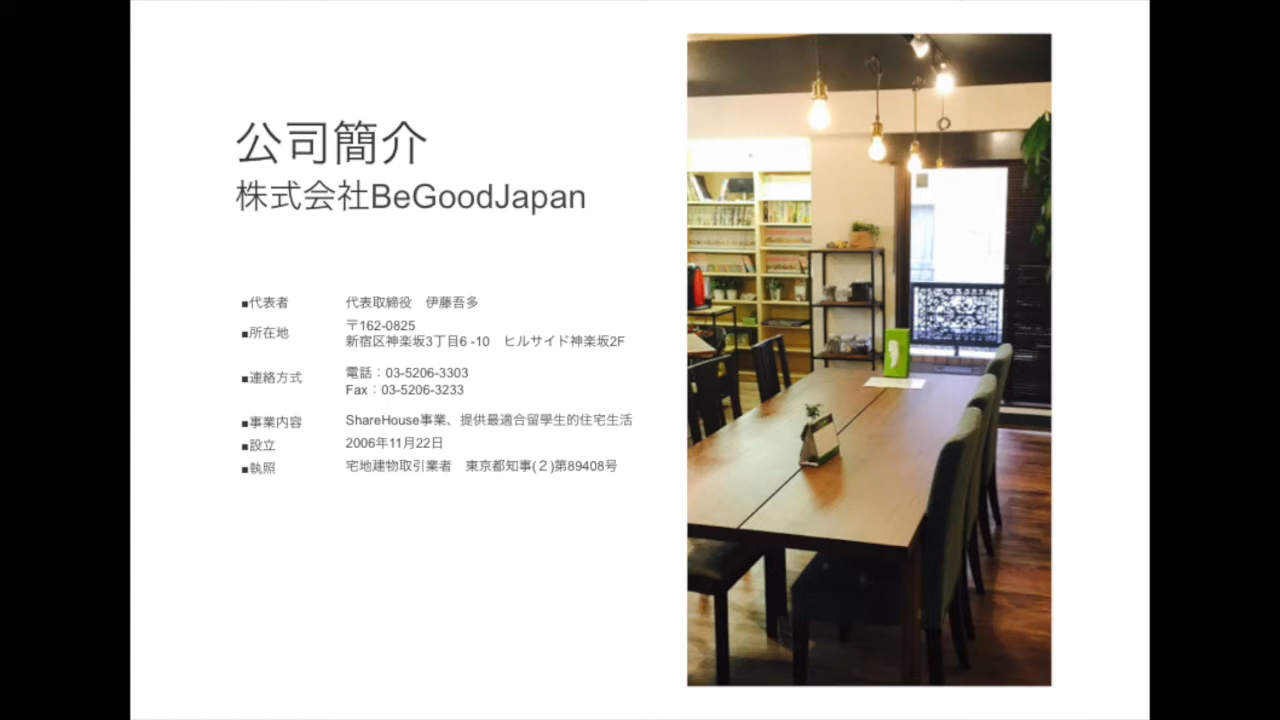 公司簡介
株式会社BeGoodJapan
■代表者 代表取締役 伊藤吾多
■所在地 〒162-0825
新宿区神楽坂3丁目6 -10 ヒルサイド神楽坂2F
■連絡方式 電話：03-5206-3303
Fax：03-5206-3233
■事業内容 ShareHouse事業、提供最適合留學生的住宅生活
■設立 2006年11月22日
■執照 宅地建物取引業者 東京都知事(２)第89408号